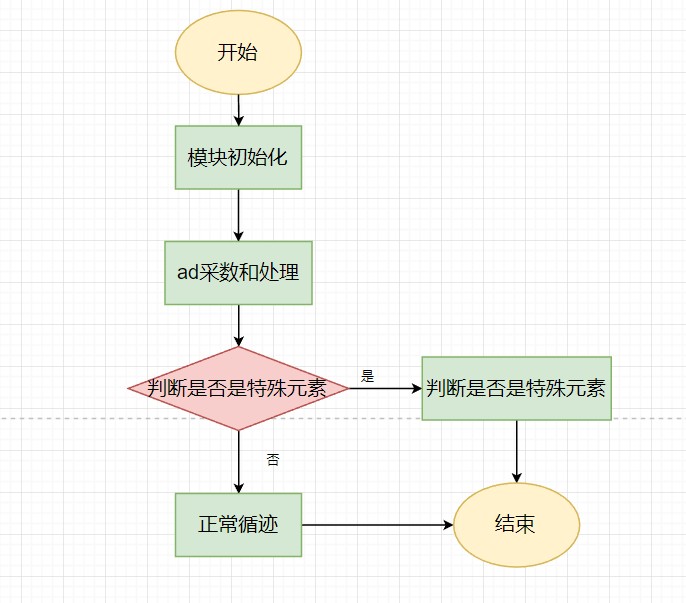 开始
模块初始化
ad采数和处理
判断是否是特殊元素
是
判断是否是特殊元素
否
正常循迹
结束